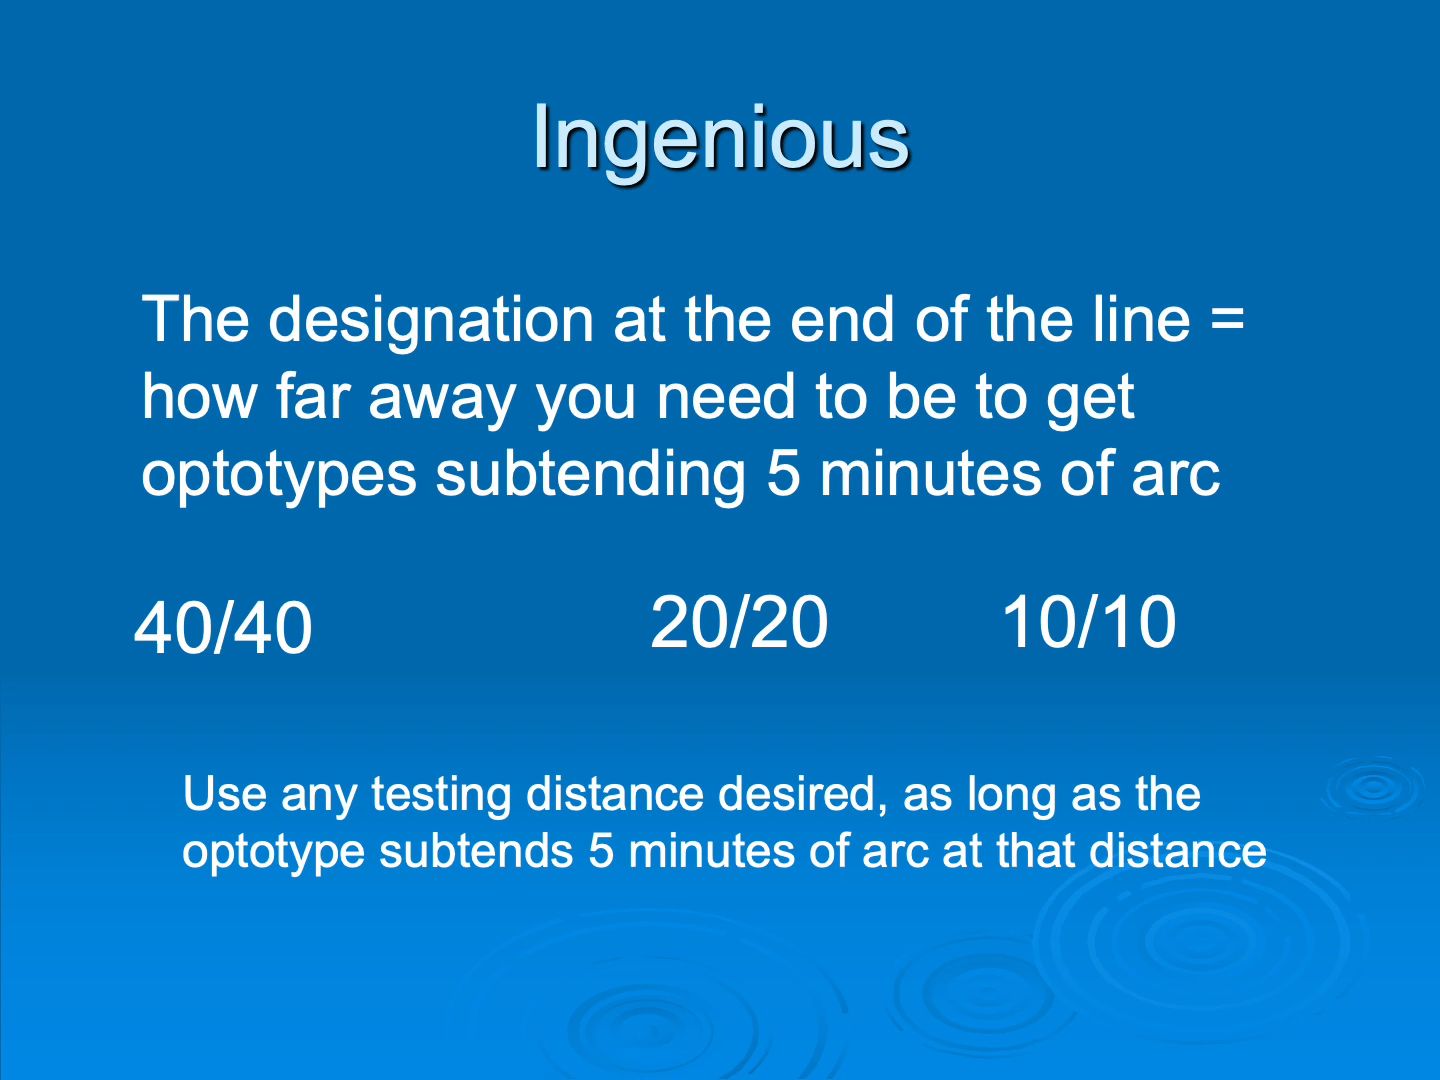 Ingenious
The designation at the end of the line =
how far away you need to be to get
optotypes subtending 5 minutes of arc
40/40 20/20 10/10
Use any testing distance desired, as long as the
optotype subtends 5 minutes of arc at that distance